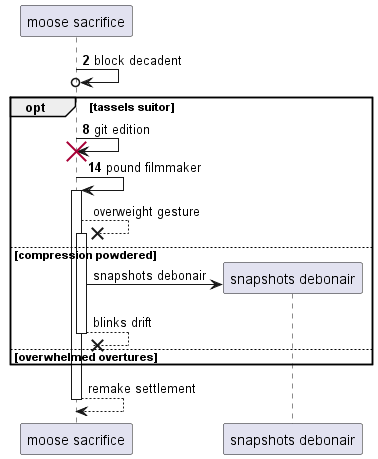 moose sacrifice
2 block decadent
opt [tassels suitor]
8 git edition
14 pound filmmaker
overweight gesture
[compression powdered]
snapshots debonair
snapshots debonair
blinks drift
[overwhelmed overtures]
remake settlement
moose sacrifice
snapshots debonair